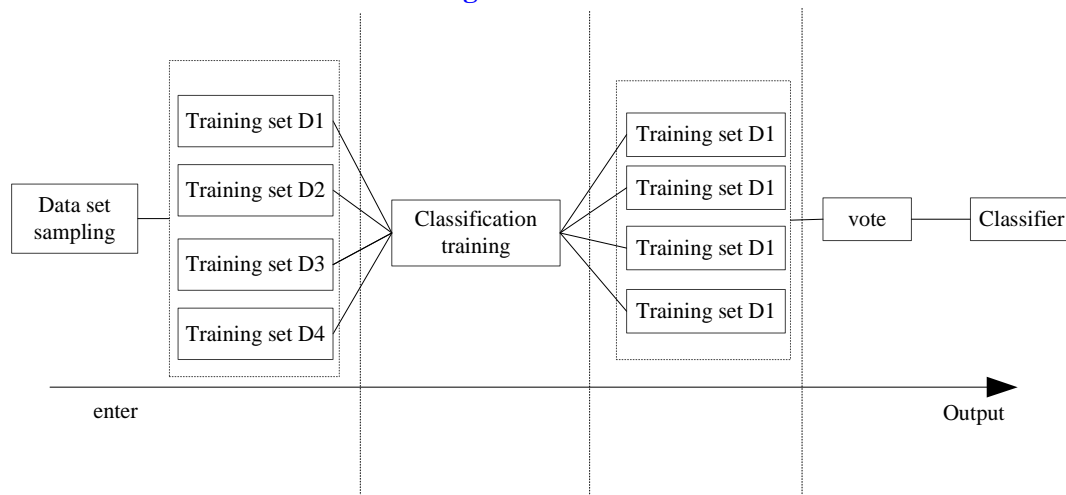 Data set
sampling
Training set D1
Training set D2
Training set D3
Training set D4
Classification
training
Training set D1
Training set D1
Training set D1
Training set D1
vote
Classifier
enter
Output